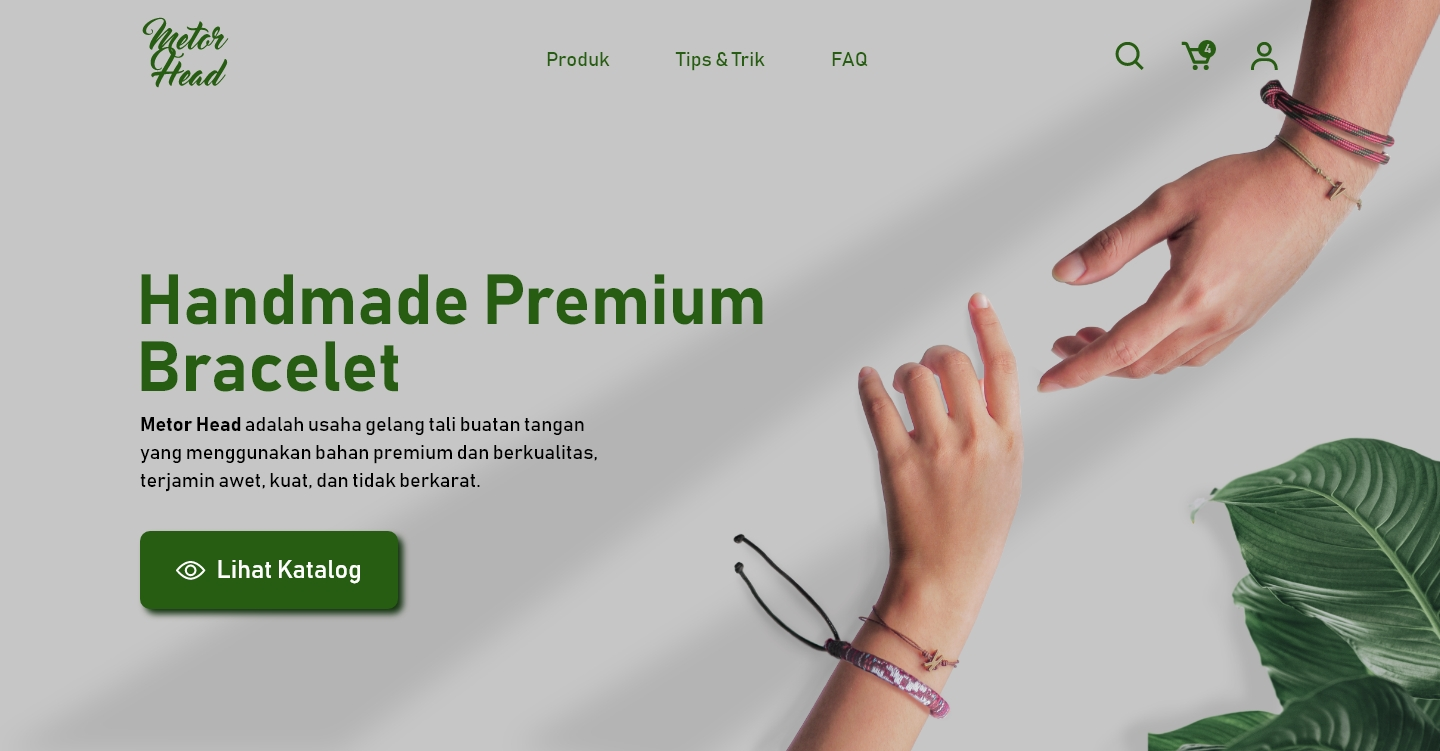 Metor
Head
Produk
Tips & Trik
FAQ
4
Handmade Premium
Bracelet
Metor Head adalah usaha gelang tali buatan tangan
yang menggunakan bahan premium dan berkualitas,
terjamin awet, kuat, dan tidak berkarat.
Lihat Katalog